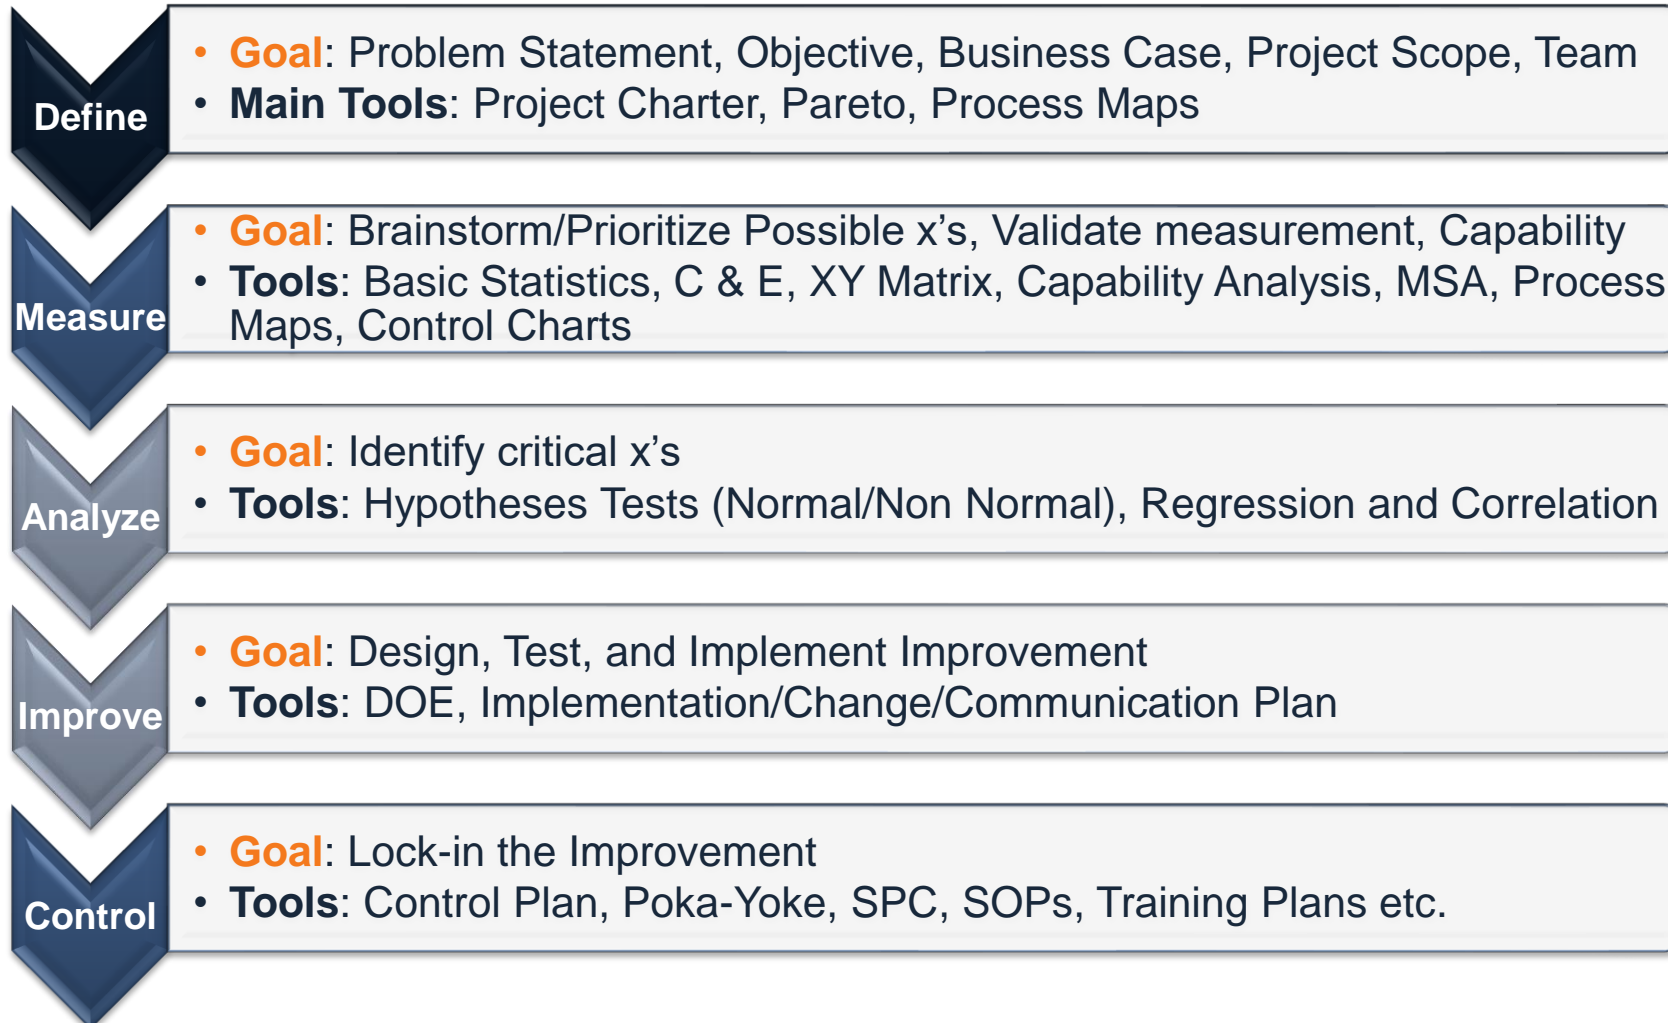 Define
• Goal: Problem Statement, Objective, Business Case, Project Scope, Team
• Main Tools: Project Charter, Pareto, Process Maps
Measure
• Goal: Brainstorm/Prioritize Possible x's, Validate measurement, Capability
• Tools: Basic Statistics, C & E, XY Matrix, Capability Analysis, MSA, Process
Maps, Control Charts
Analyze
• Goal: Identify critical x’s
• Tools: Hypotheses Tests (Normal/Non Normal), Regression and Correlation
Improve
• Goal: Design, Test, and Implement Improvement
• Tools: DOE, Implementation/Change/Communication Plan
Control
• Goal: Lock-in the Improvement
• Tools: Control Plan, Poka-Yoke, SPC, SOPs, Training Plans etc.